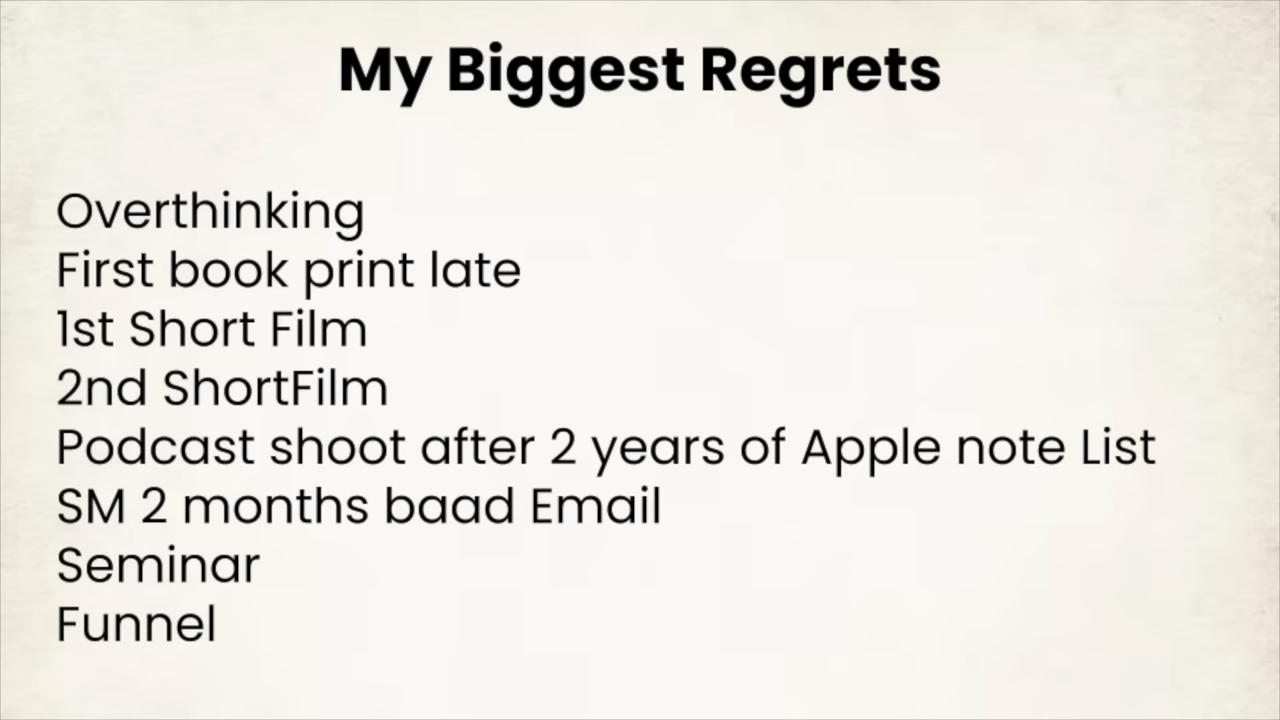 My Biggest Regrets
Overthinking
First book print late
1st Short Film
2nd ShortFilm
Podcast shoot after 2 years of Apple note List
SM 2 months baad Email
Seminar
Funnel